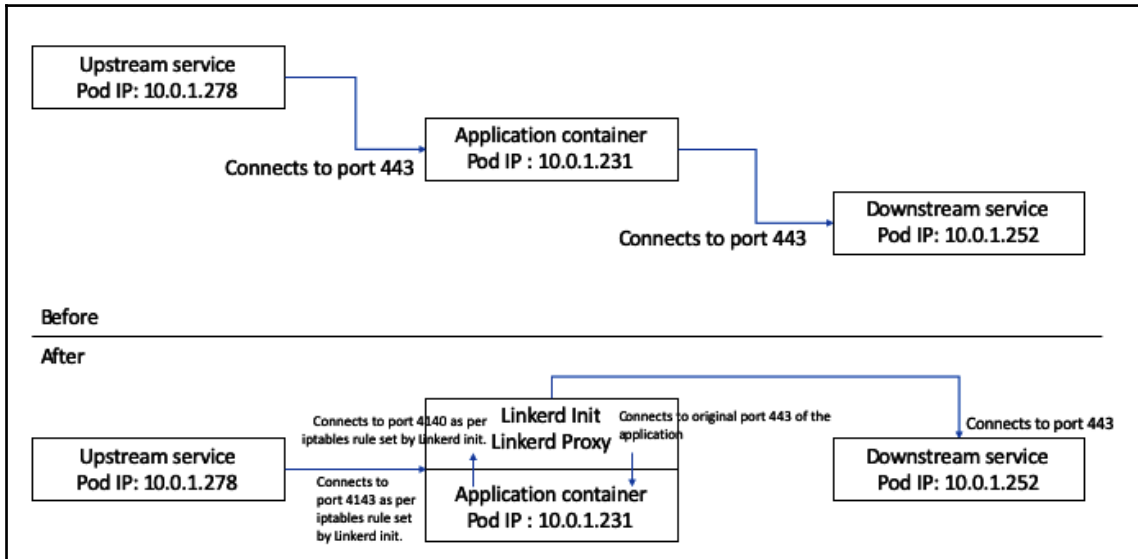 Upstream service
Pod IP: 10.0.1.278
Application container
Pod IP : 10.0.1.231
Connects to port 443
Downstream service
Pod IP: 10.0.1.252
Connects to port 443
Before
After
Linkerd Init
Linkerd Proxy
Connects to port 4140 as per
iptables rule set by Linkerd init.
Connects to original port 443 of the
application
Connects to port 443
Upstream service
Pod IP: 10.0.1.278
Connects to
port 4143 as per
iptables rule set
by Linkerd init.
Application container
Pod IP : 10.0.1.231
Downstream service
Pod IP: 10.0.1.252